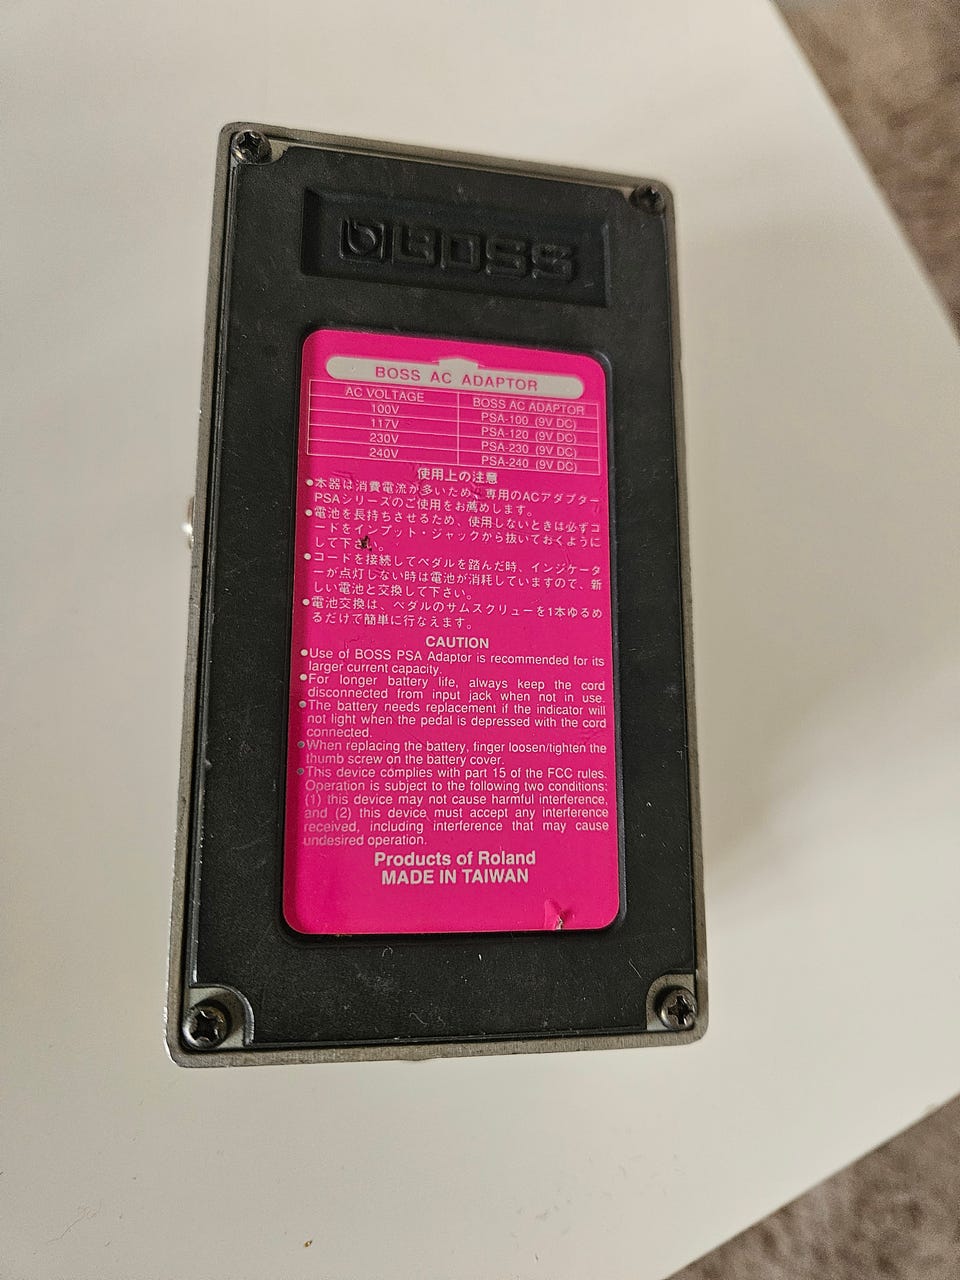 BOSS
BOSS AC ADAPTOR
AC VOLTAGE BOSS AC ADAPTOR
100V PSA-100 (9V DC)
117V PSA-120 (9V DC)
230V PSA-230 (9V DC)
240V PSA-240 (9V DC)
使用上の注意
●本器は消費電流が多いため、専用のACアダプター
PSAシリーズのご使用をお薦めします。
●電池を長持ちさせるため、使用しないときは必ずコ
ードをインプット・ジャックから抜いておくように
して下さい。
●コードを接続してペダルを踏んだ時、インジケータ
ーが点灯しない時は電池が消耗していますので、新
しい電池と交換して下さい。
●電池交換は、ペダルのサムスクリューを1本ゆるめ
るだけで簡単に行なえます。
CAUTION
●Use of BOSS PSA Adaptor is recommended for its
larger current capacity.
●For longer battery life, always keep the cord
disconnected from input jack when not in use.
●The battery needs replacement if the indicator will
not light when the pedal is depressed with the cord
connected.
●When replacing the battery, finger loosen/tighten the
thumb screw on the battery cover.
●This device complies with part 15 of the FCC rules.
Operation is subject to the following two conditions:
(1) this device may not cause harmful interference,
and (2) this device must accept any interference
received, including interference that may cause
undesired operation.
Products of Roland
MADE IN TAIWAN